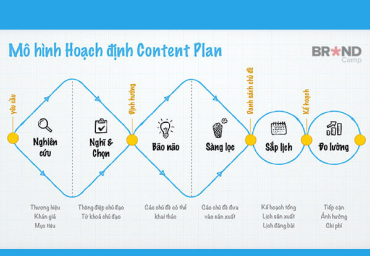 Mô hình Hoạch định Content Plan
BRAND
Camp
yêu cầu
Định hướng
Danh sách chủ đề
Kế hoạch
Nghiên cứu
Nghĩ & Chọn
Bão não
Sàng lọc
Sắp lịch
Đo lường
Thương hiệu
Khán giả
Mục tiêu
Thông điệp chủ đạo
Từ khoá chủ đạo
Các chủ đề có thể
khai thác
Các chủ đề đưa
vào sản xuất
Kế hoạch tổng
Lịch sản xuất
Lịch đăng bài
Tiếp cận
Ảnh hưởng
Chi phí